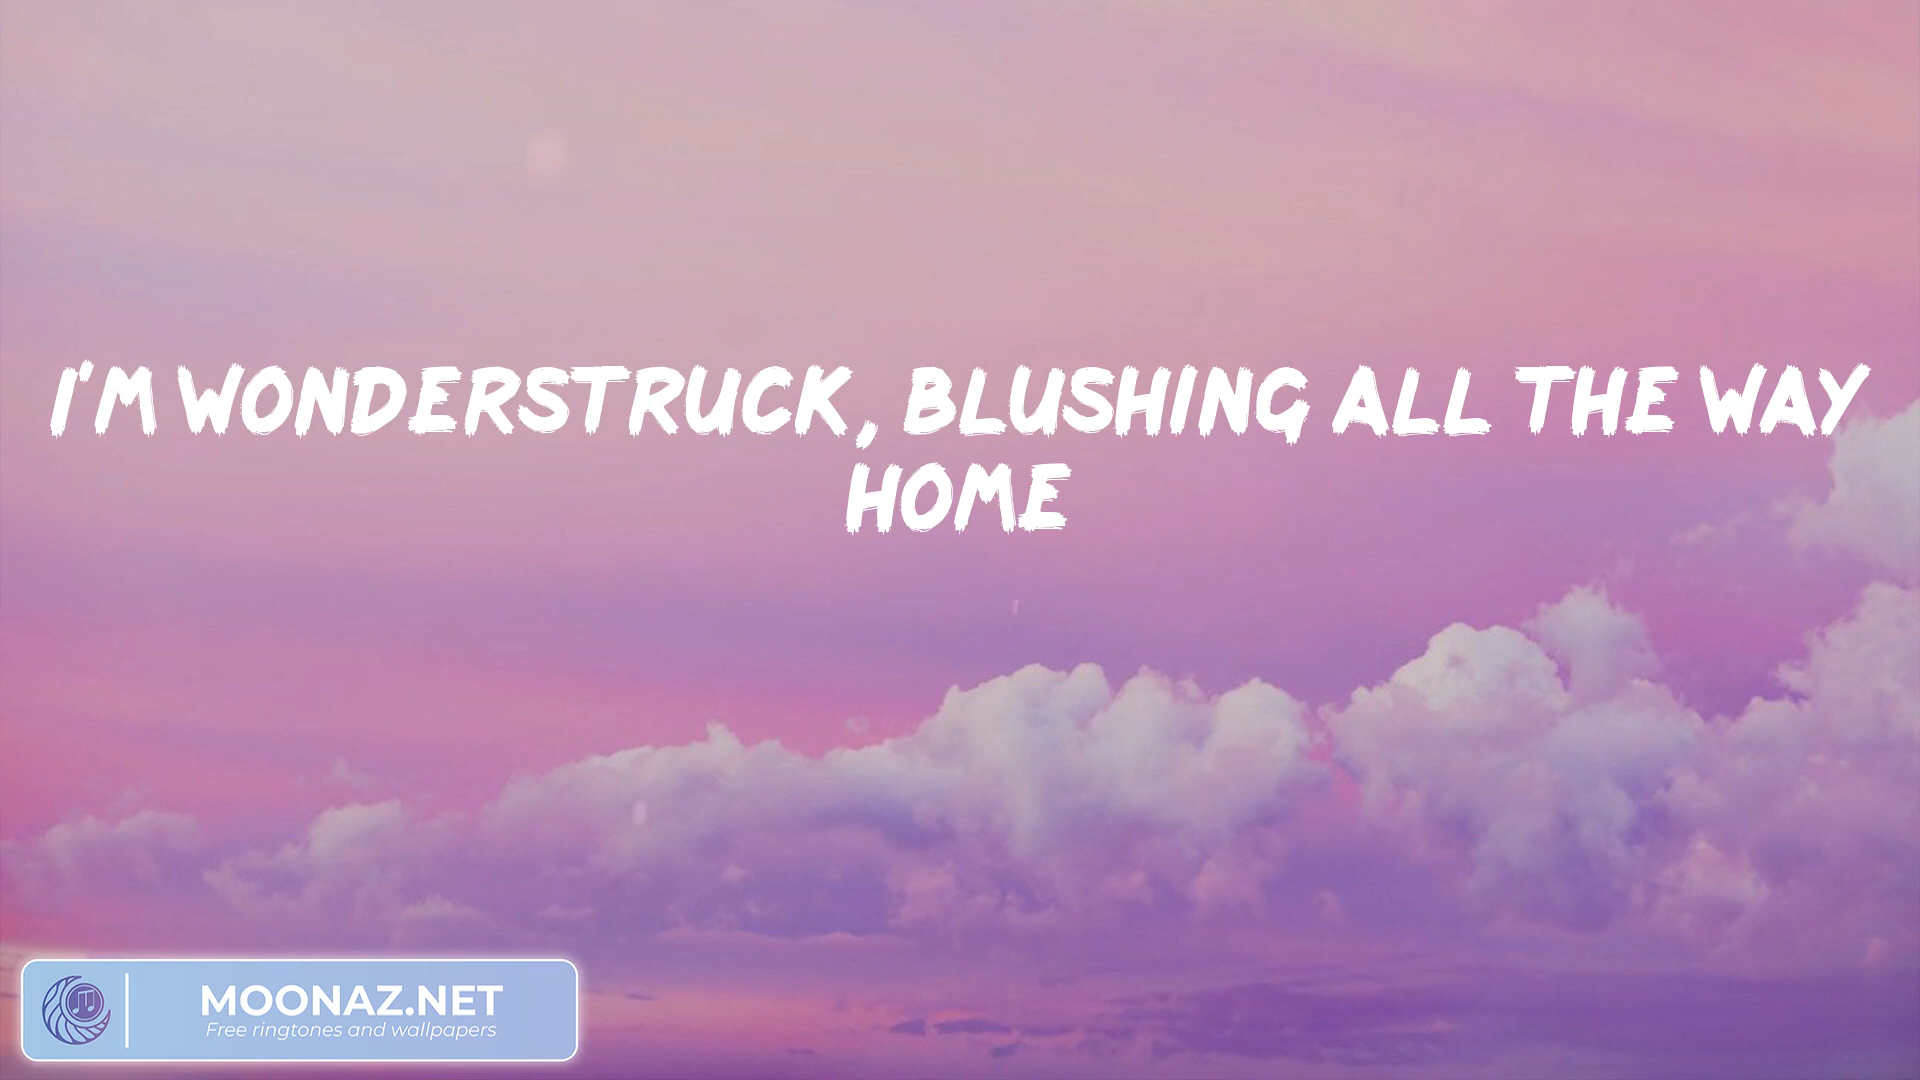 I'M WONDERSTRUCK, BLUSHING ALL THE WAY
HOME
MOONAZ.NET
Free ringtones and wallpapers